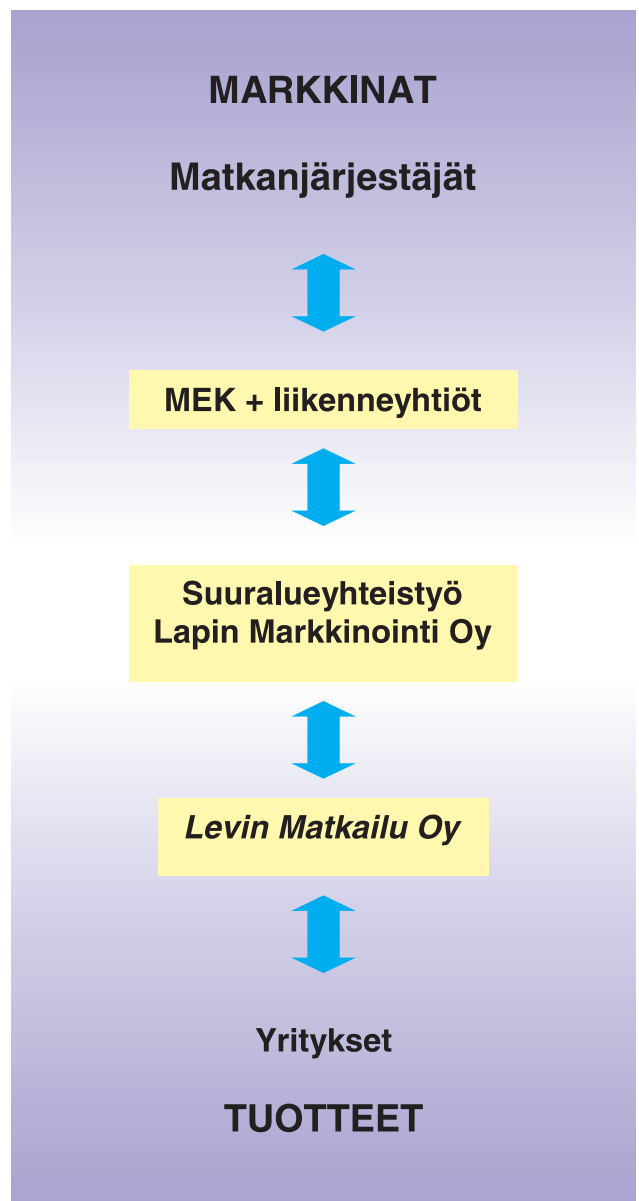 MARKKINAT
Matkanjärjestäjät
MEK + liikenneyhtiöt
Suuralueyhteistyö
Lapin Markkinointi Oy
Levin Matkailu Oy
Yritykset
TUOTTEET